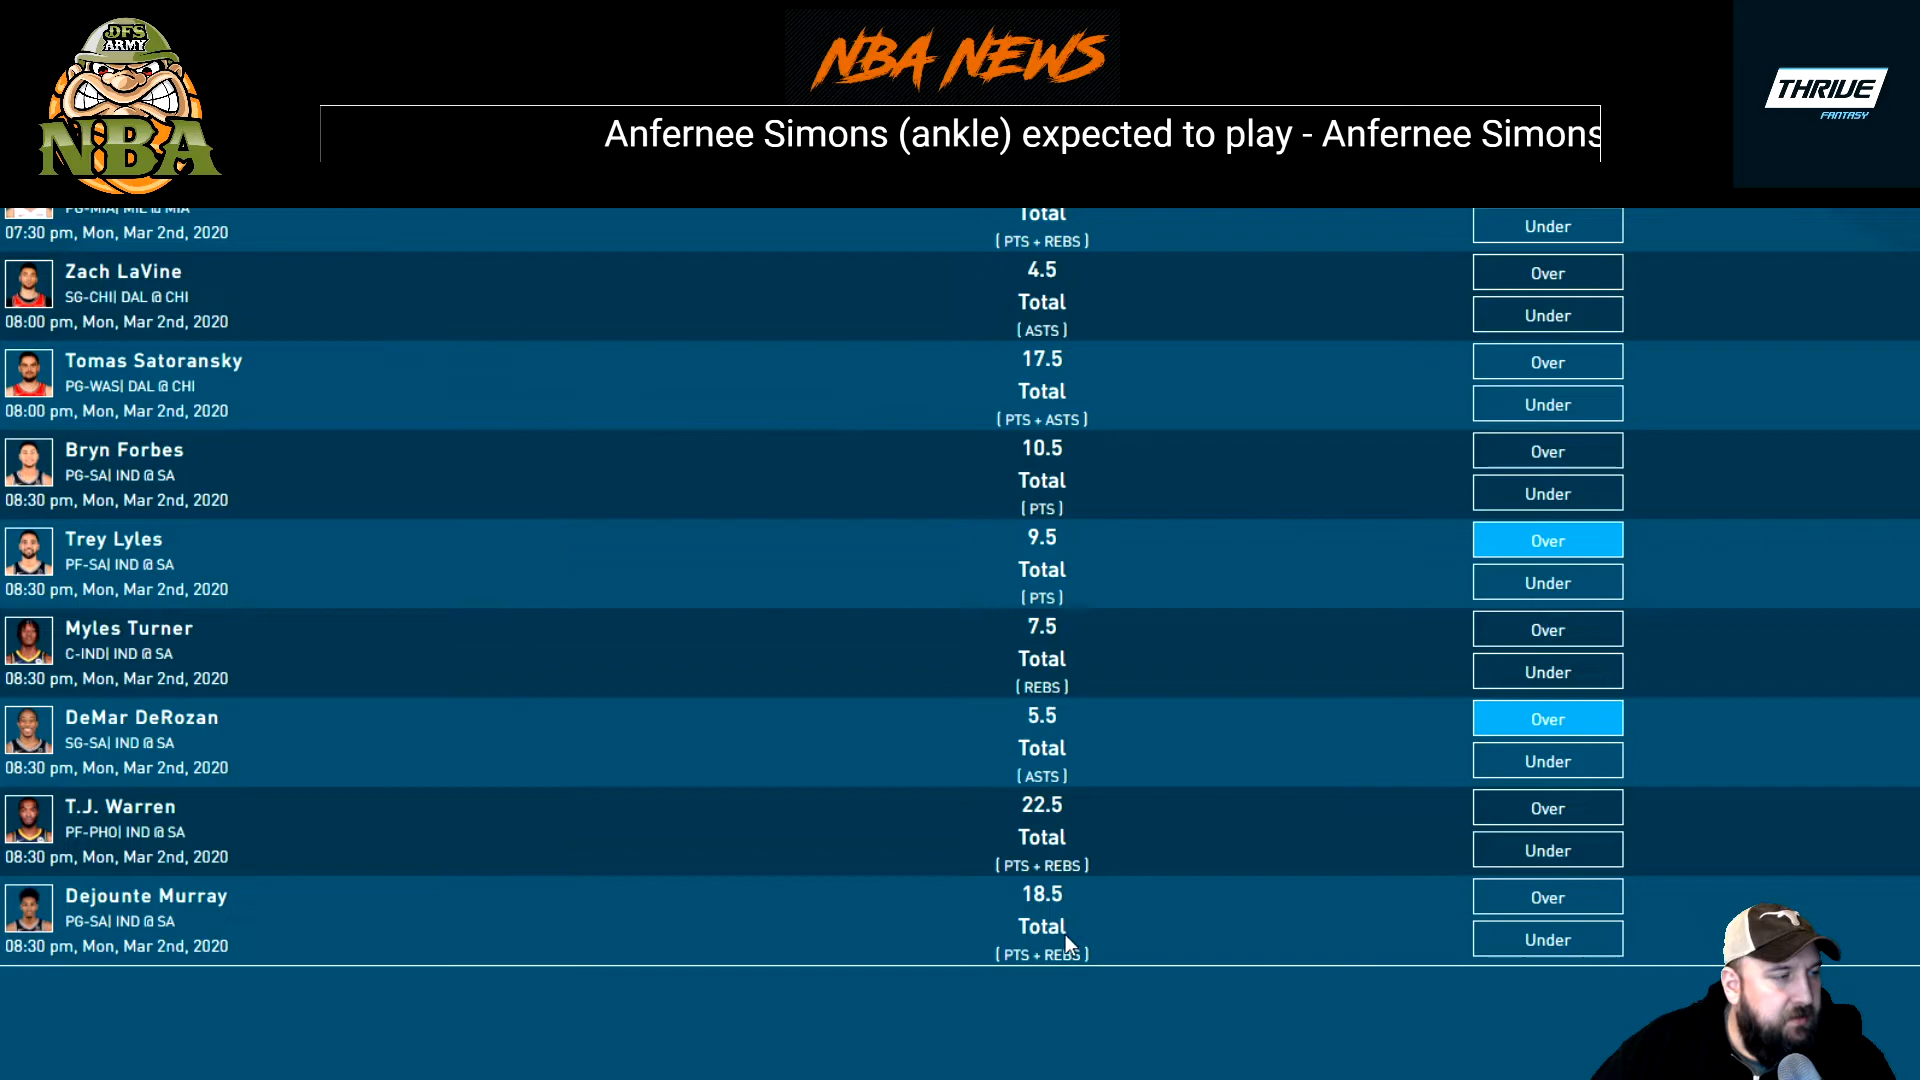 DFS
ARMY
NBA
NBA NEWS
THRIVE
FANTASY
Anfernee Simons (ankle) expected to play - Anfernee Simons
PG-MIA| MIL @ MIA
07:30 pm, Mon, Mar 2nd, 2020
Total
( PTS + REBS )
Under
Zach LaVine
SG-CHI| DAL @ CHI
08:00 pm, Mon, Mar 2nd, 2020
4.5
Total
( ASTS )
Over
Under
Tomas Satoransky
PG-WAS| DAL @ CHI
08:00 pm, Mon, Mar 2nd, 2020
17.5
Total
( PTS + ASTS )
Over
Under
Bryn Forbes
PG-SA| IND @ SA
08:30 pm, Mon, Mar 2nd, 2020
10.5
Total
( PTS )
Over
Under
Trey Lyles
PF-SA| IND @ SA
08:30 pm, Mon, Mar 2nd, 2020
9.5
Total
( PTS )
Over
Under
Myles Turner
C-IND| IND @ SA
08:30 pm, Mon, Mar 2nd, 2020
7.5
Total
( REBS )
Over
Under
DeMar DeRozan
SG-SA| IND @ SA
08:30 pm, Mon, Mar 2nd, 2020
5.5
Total
( ASTS )
Over
Under
T.J. Warren
PF-PHO| IND @ SA
08:30 pm, Mon, Mar 2nd, 2020
22.5
Total
( PTS + REBS )
Over
Under
Dejounte Murray
PG-SA| IND @ SA
08:30 pm, Mon, Mar 2nd, 2020
18.5
Total
( PTS + REBS )
Over
Under